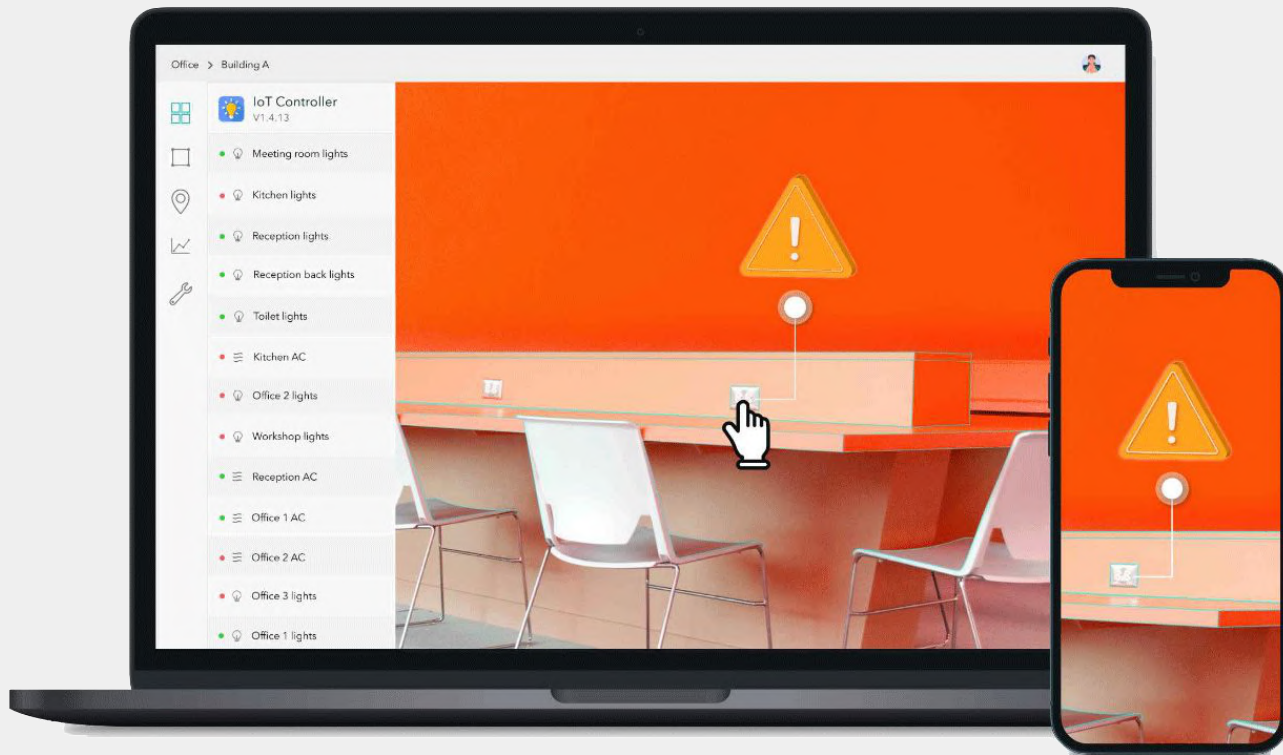 Office > Building A
IoT Controller
V1.4.13
Meeting room lights
Kitchen lights
Reception lights
Reception back lights
Toilet lights
Kitchen AC
Office 2 lights
Workshop lights
Reception AC
Office 1 AC
Office 2 AC
Office 3 lights
Office 1 lights